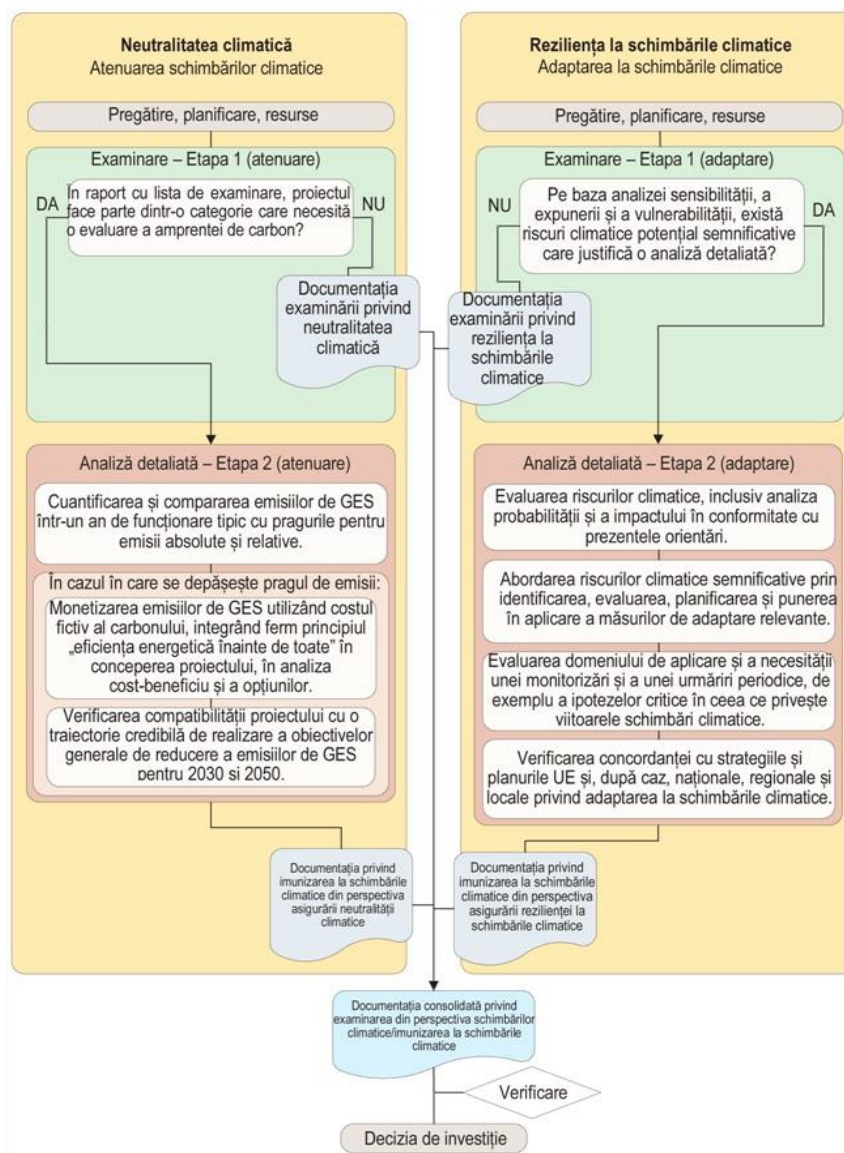 Neutralitatea climatică
Atenuarea schimbărilor climatice
Pregătire, planificare, resurse
Examinare – Etapa 1 (atenuare)
DA
În raport cu lista de examinare, proiectul
face parte dintr-o categorie care necesită
o evaluare a amprentei de carbon?
NU
Documentația
examinării privind
neutralitatea
climatică
Analiză detaliată – Etapa 2 (atenuare)
Cuantificarea și compararea emisiilor de GES
într-un an de funcționare tipic cu pragurile pentru
emisii absolute și relative.
În cazul în care se depășește pragul de emisii:
Monetizarea emisiilor de GES utilizând costul
fictiv al carbonului, integrând ferm principiul
„eficiența energetică înainte de toate” în
conceperea proiectului, în analiza
cost-beneficiu și a opțiunilor.
Verificarea compatibilității proiectului cu o
traiectorie credibilă de realizare a obiectivelor
generale de reducere a emisiilor de GES
pentru 2030 si 2050.
Documentația privind
imunizarea la schimbările
climatice din perspectiva
asigurării neutralității
climatice
Reziliența la schimbările climatice
Adaptarea la schimbările climatice
Pregătire, planificare, resurse
Examinare – Etapa 1 (adaptare)
NU
Pe baza analizei sensibilității, a
expunerii și a vulnerabilității, există
riscuri climatice potențial semnificative
care justifică o analiză detaliată?
DA
Documentația
examinării privind
reziliența la
schimbările
climatice
Analiză detaliată – Etapa 2 (adaptare)
Evaluarea riscurilor climatice, inclusiv analiza
probabilității și a impactului în conformitate cu
prezentele orientări.
Abordarea riscurilor climatice semnificative prin
identificarea, evaluarea, planificarea și punerea
în aplicare a măsurilor de adaptare relevante.
Evaluarea domeniului de aplicare și a necesității
unei monitorizări și a unei urmăriri periodice, de
exemplu a ipotezelor critice în ceea ce privește
viitoarele schimbări climatice.
Verificarea concordanței cu strategiile și
planurile UE și, după caz, naționale, regionale și
locale privind adaptarea la schimbările climatice.
Documentația privind
imunizarea la schimbările
climatice din perspectiva
asigurării rezilienței la
schimbările climatice
Documentația consolidată privind
examinarea din perspectiva schimbărilor
climatice/imunizarea la schimbările
climatice
Verificare
Decizia de investiție